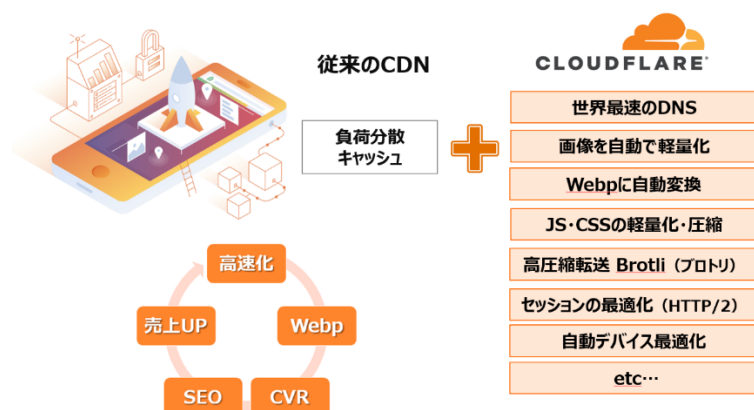 従来のCDN
負荷分散
キャッシュ
CLOUDFLARE
世界最速のDNS
画像を自動で軽量化
Webpに自動変換
JS・CSSの軽量化・圧縮
高圧縮転送 Brotli（ブロトリ）
セッションの最適化（HTTP/2）
自動デバイス最適化
etc…
高速化
売上UP
Webp
SEO
CVR